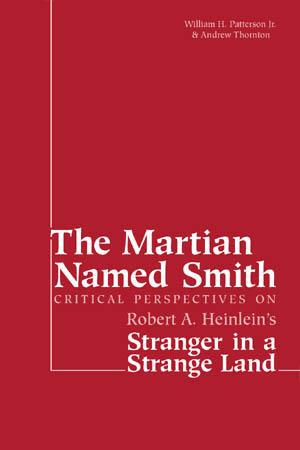 William H. Patterson Jr.
& Andrew Thornton
The Martian
Named Smith
CRITICAL PERSPECTIVES ON
Robert A. Heinlein's
Stranger in a
Strange Land